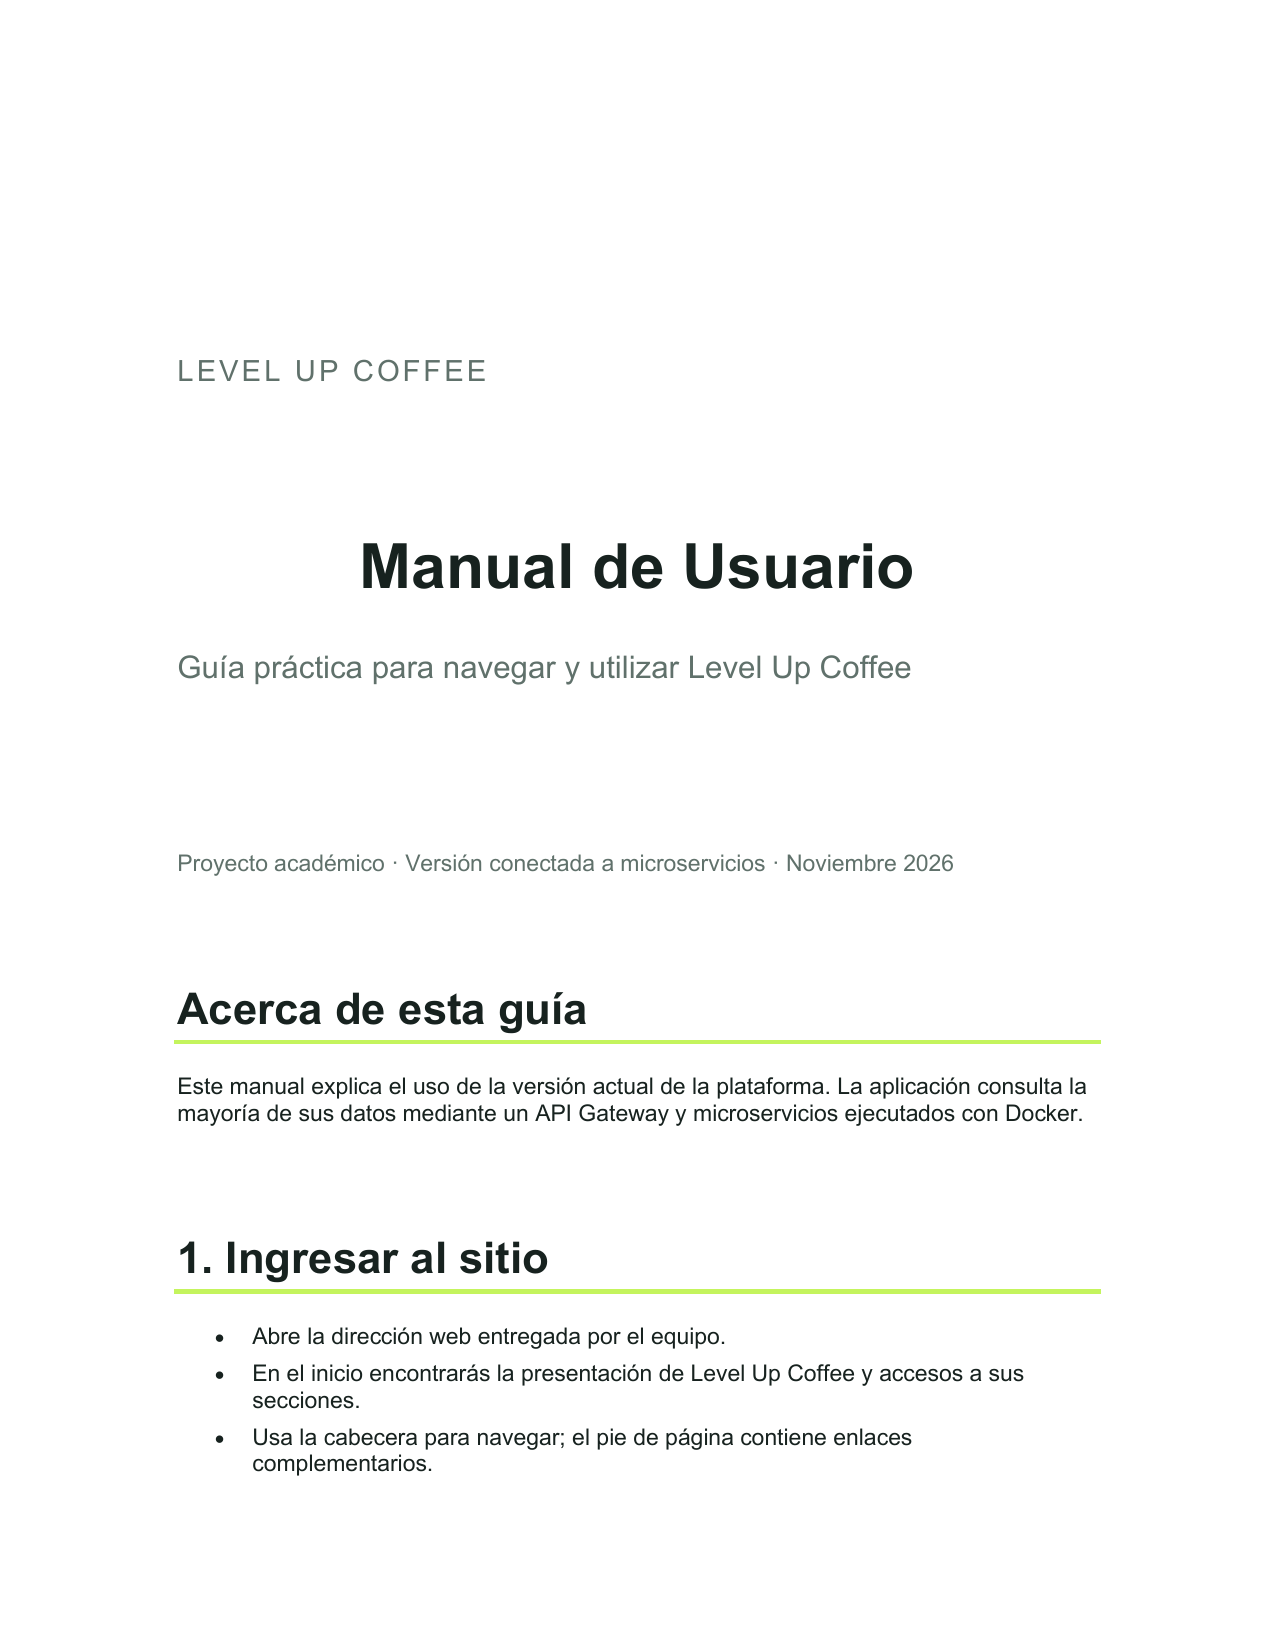 LEVEL UP COFFEE
Manual de Usuario
Guía práctica para navegar y utilizar Level Up Coffee
Proyecto académico · Versión conectada a microservicios · Noviembre 2026
Acerca de esta guía
Este manual explica el uso de la versión actual de la plataforma. La aplicación consulta la
mayoría de sus datos mediante un API Gateway y microservicios ejecutados con Docker.
1. Ingresar al sitio
• Abre la dirección web entregada por el equipo.
• En el inicio encontrarás la presentación de Level Up Coffee y accesos a sus
secciones.
• Usa la cabecera para navegar; el pie de página contiene enlaces
complementarios.